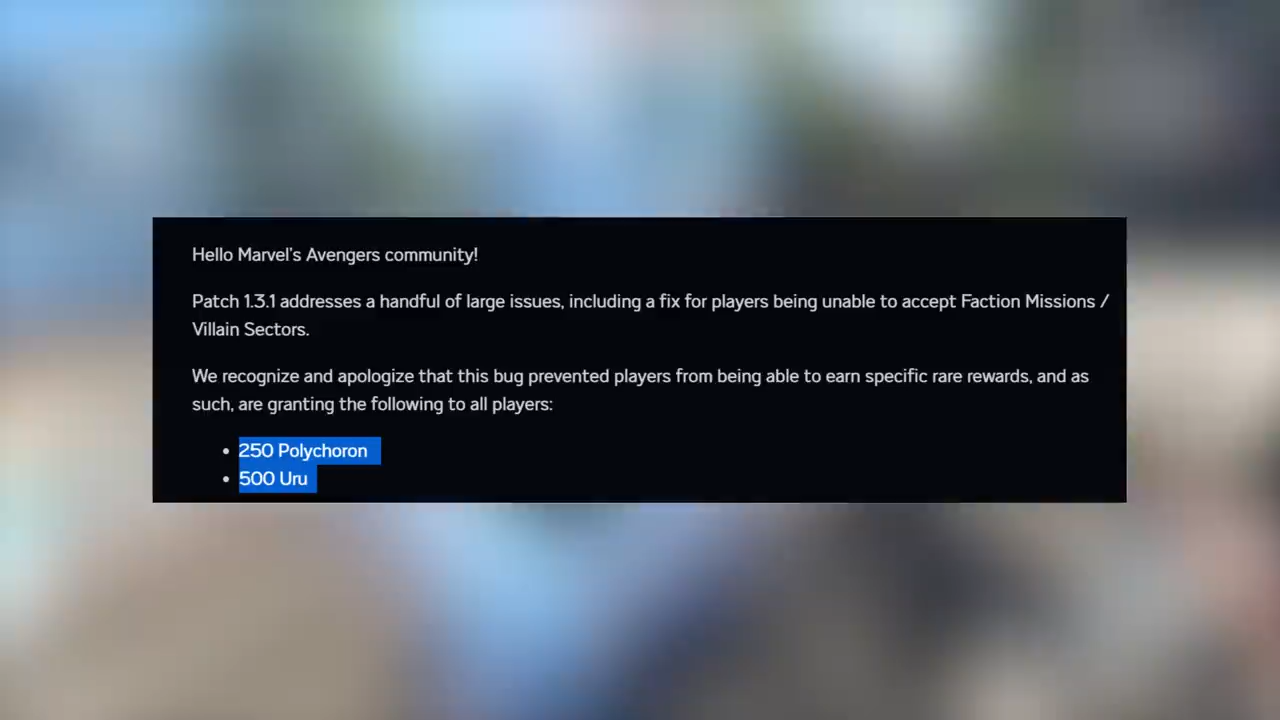 Hello Marvel's Avengers community!
Patch 1.3.1 addresses a handful of large issues, including a fix for players being unable to accept Faction Missions /
Villain Sectors.
We recognize and apologize that this bug prevented players from being able to earn specific rare rewards, and as
such, are granting the following to all players:
• 250 Polychoron
• 500 Uru